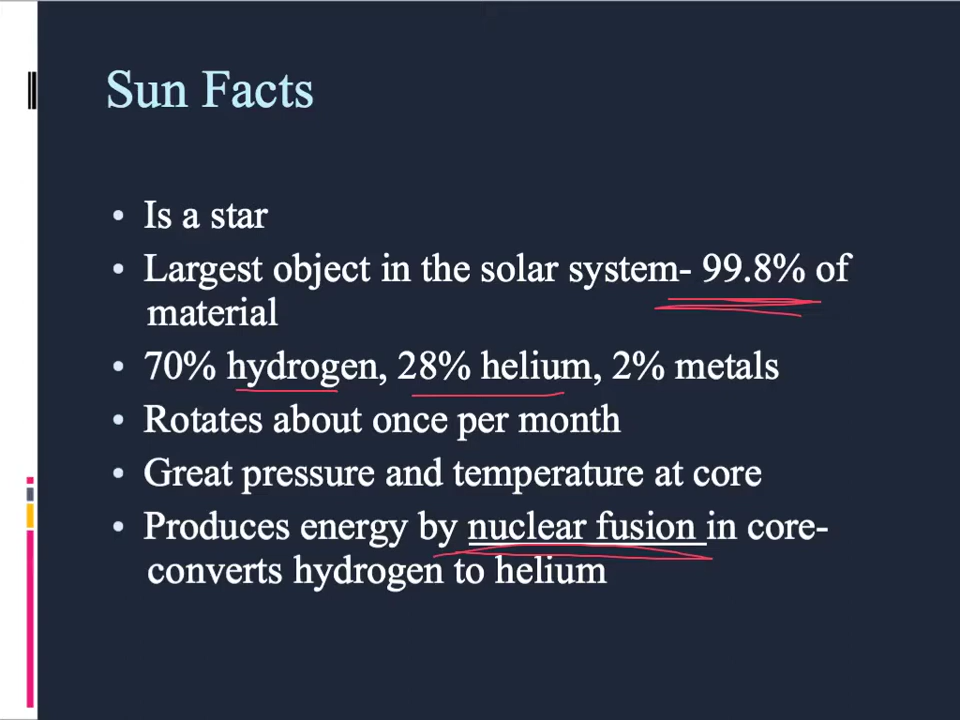 Sun Facts
• Is a star
• Largest object in the solar system- 99.8% of
material
• 70% hydrogen, 28% helium, 2% metals
• Rotates about once per month
• Great pressure and temperature at core
• Produces energy by nuclear fusion in core-
converts hydrogen to helium